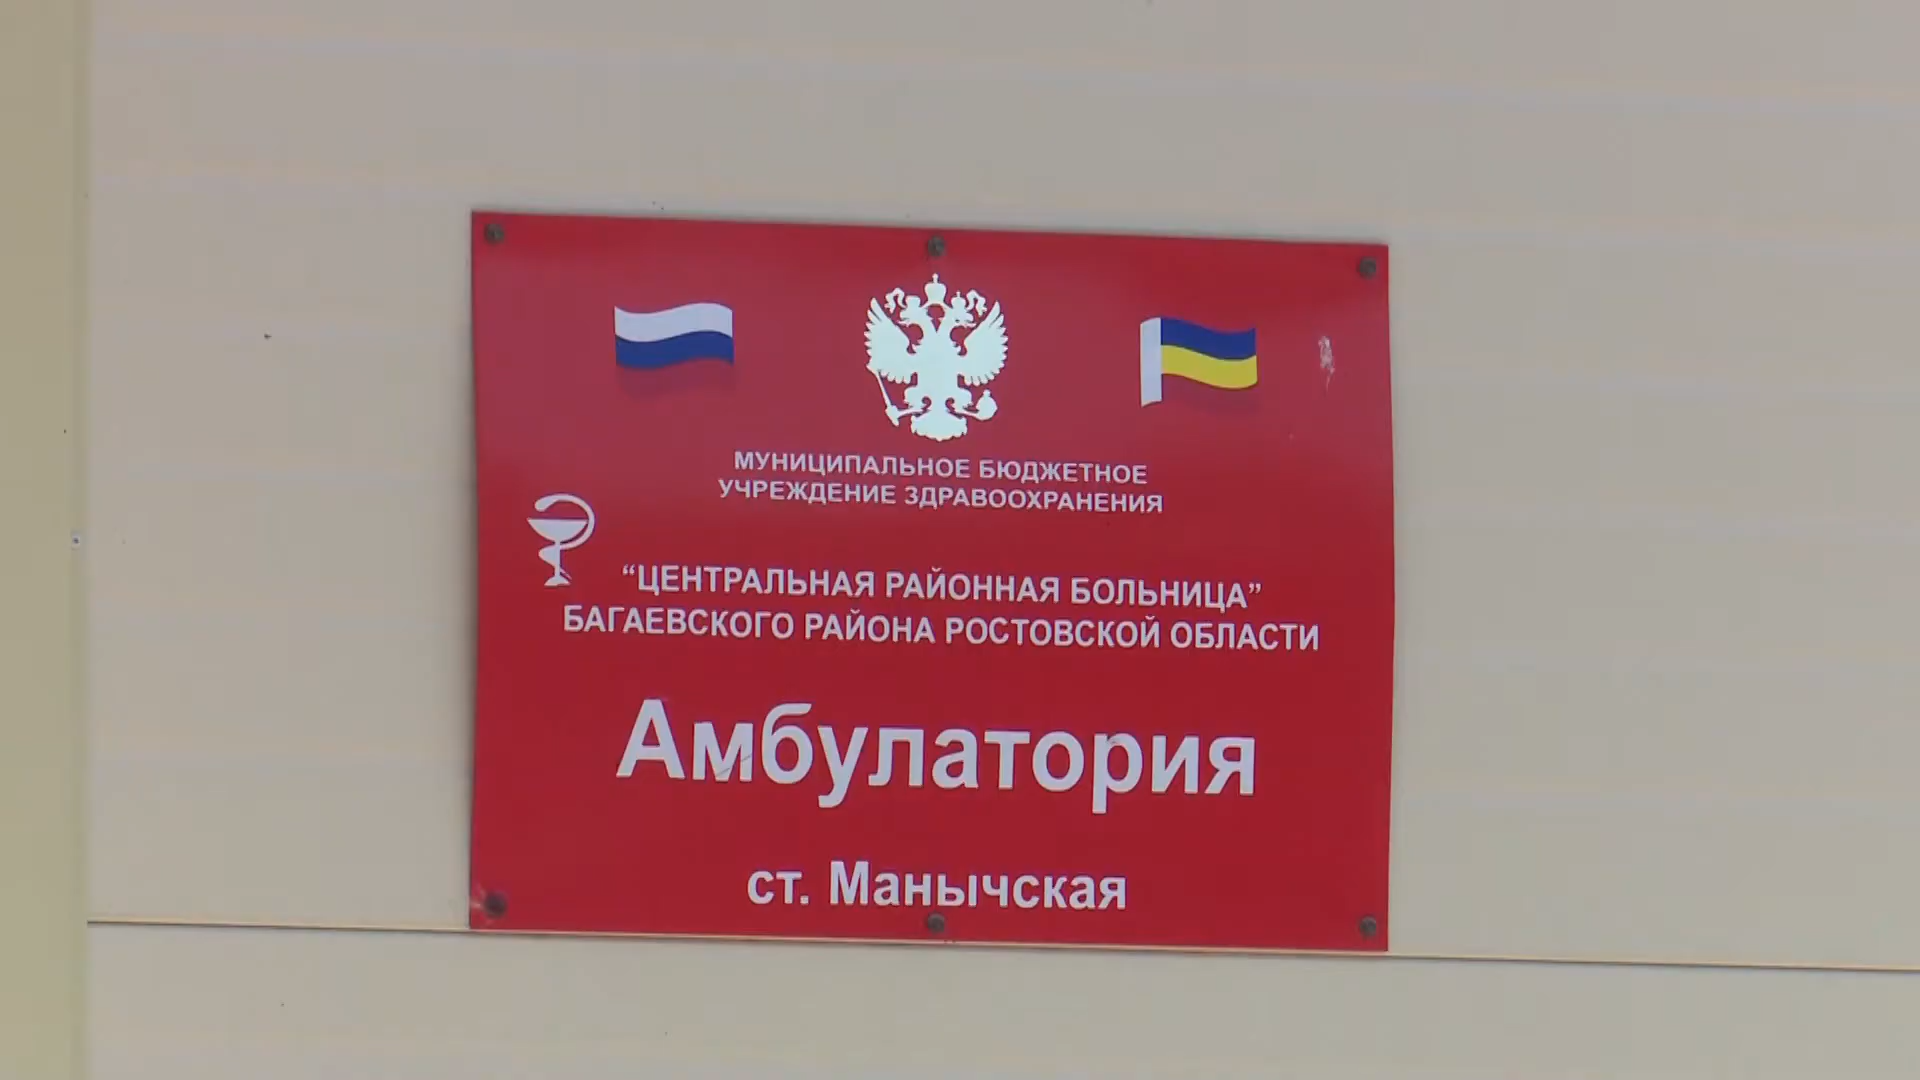 МУНИЦИПАЛЬНОЕ БЮДЖЕТНОЕ
УЧРЕЖДЕНИЕ ЗДРАВООХРАНЕНИЯ
“ЦЕНТРАЛЬНАЯ РАЙОННАЯ БОЛЬНИЦА”
БАГАЕВСКОГО РАЙОНА РОСТОВСКОЙ ОБЛАСТИ
Амбулатория
ст. Манычская